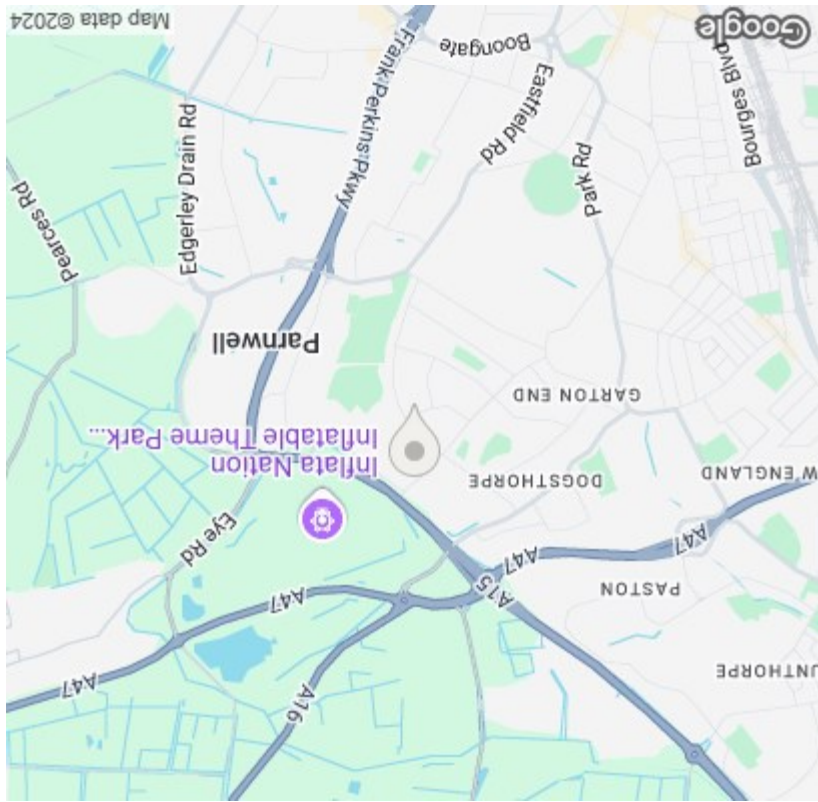 UNTHORPE
A16
A47
PASTON
A15
A47
A47
A47
Eye Rd
W ENGLAND
DOGSTHORPE
Inflata Nation
Inflatable Theme Park...
GARTON END
Parnwell
Pearces Rd
Edgerley Drain Rd
Park Rd
Eastfield Rd
Frank Perkins Pkwy
Bourges Blvd
Boongate
Google
Map data ©2024